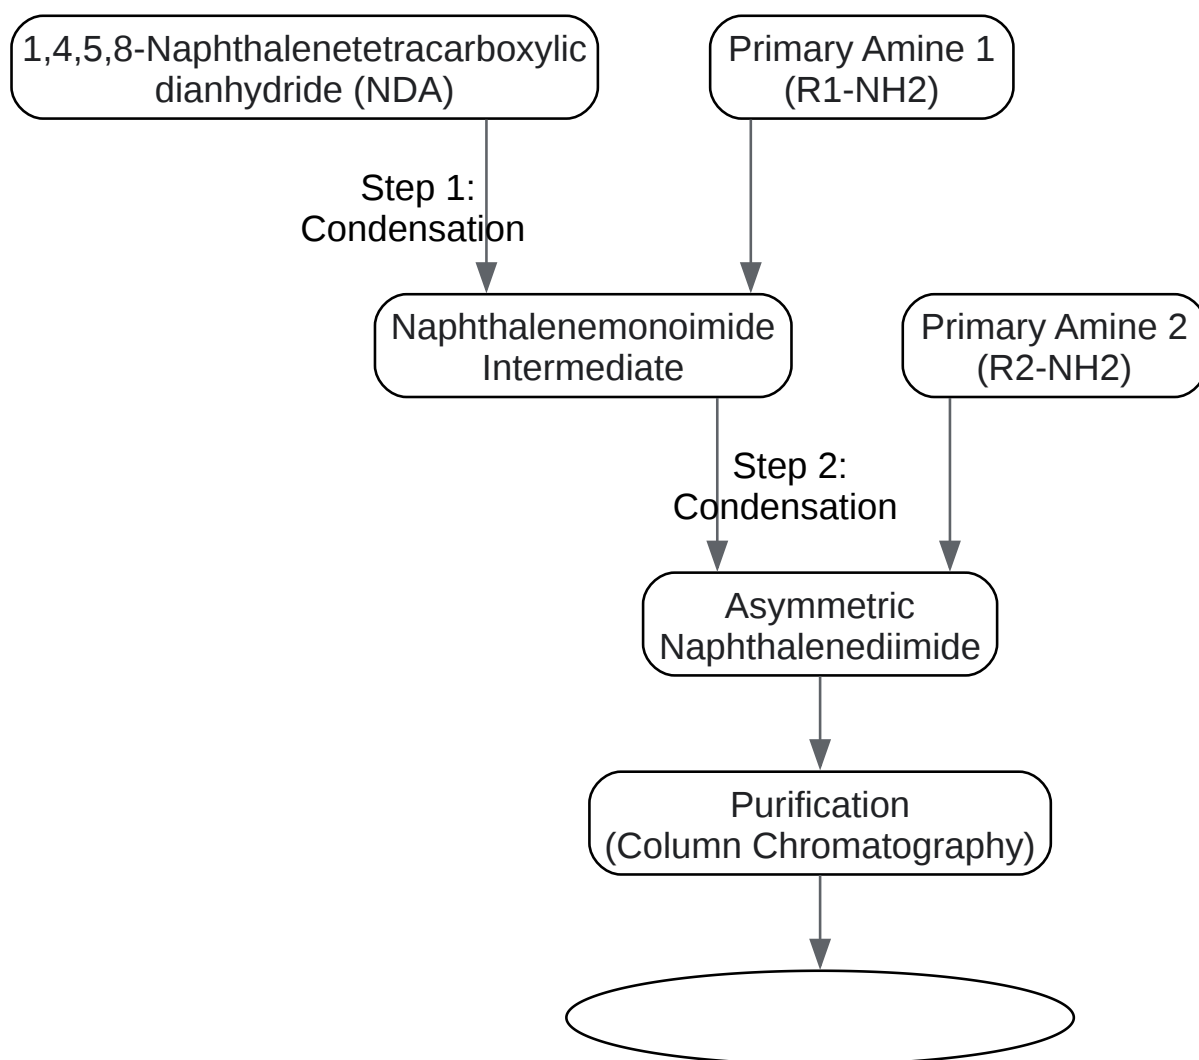 1,4,5,8-Naphthalenetetracarboxylic
dianhydride (NDA)
Primary Amine 1
(R1-NH2)
Step 1:
Condensation
Naphthalenemonoimide
Intermediate
Primary Amine 2
(R2-NH2)
Step 2:
Condensation
Asymmetric
Naphthalenediimide
Purification
(Column Chromatography)